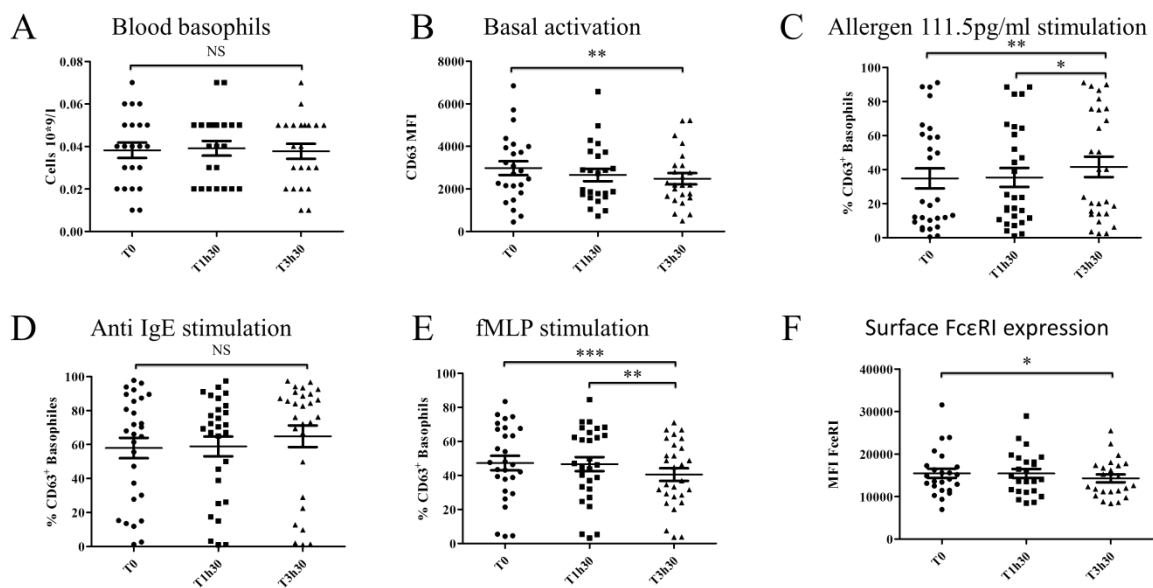 A Blood basophils
NS
Cells 10*9/l
0.08
0.06
0.04
0.02
0.00
T0 T1h30 T3h30
B Basal activation
**
CD63 MFI
8000
6000
4000
2000
0
T0 T1h30 T3h30
C Allergen 111.5pg/ml stimulation
**
*
% CD63+ Basophils
100
80
60
40
20
0
T0 T1h30 T3h30
D Anti IgE stimulation
NS
% CD63+ Basophiles
100
80
60
40
20
0
T0 T1h30 T3h30
E fMLP stimulation
***
**
% CD63+ Basophils
100
80
60
40
20
0
T0 T1h30 T3h30
F Surface FcεRI expression
*
MFI FceRI
40000
30000
20000
10000
0
T0 T1h30 T3h30